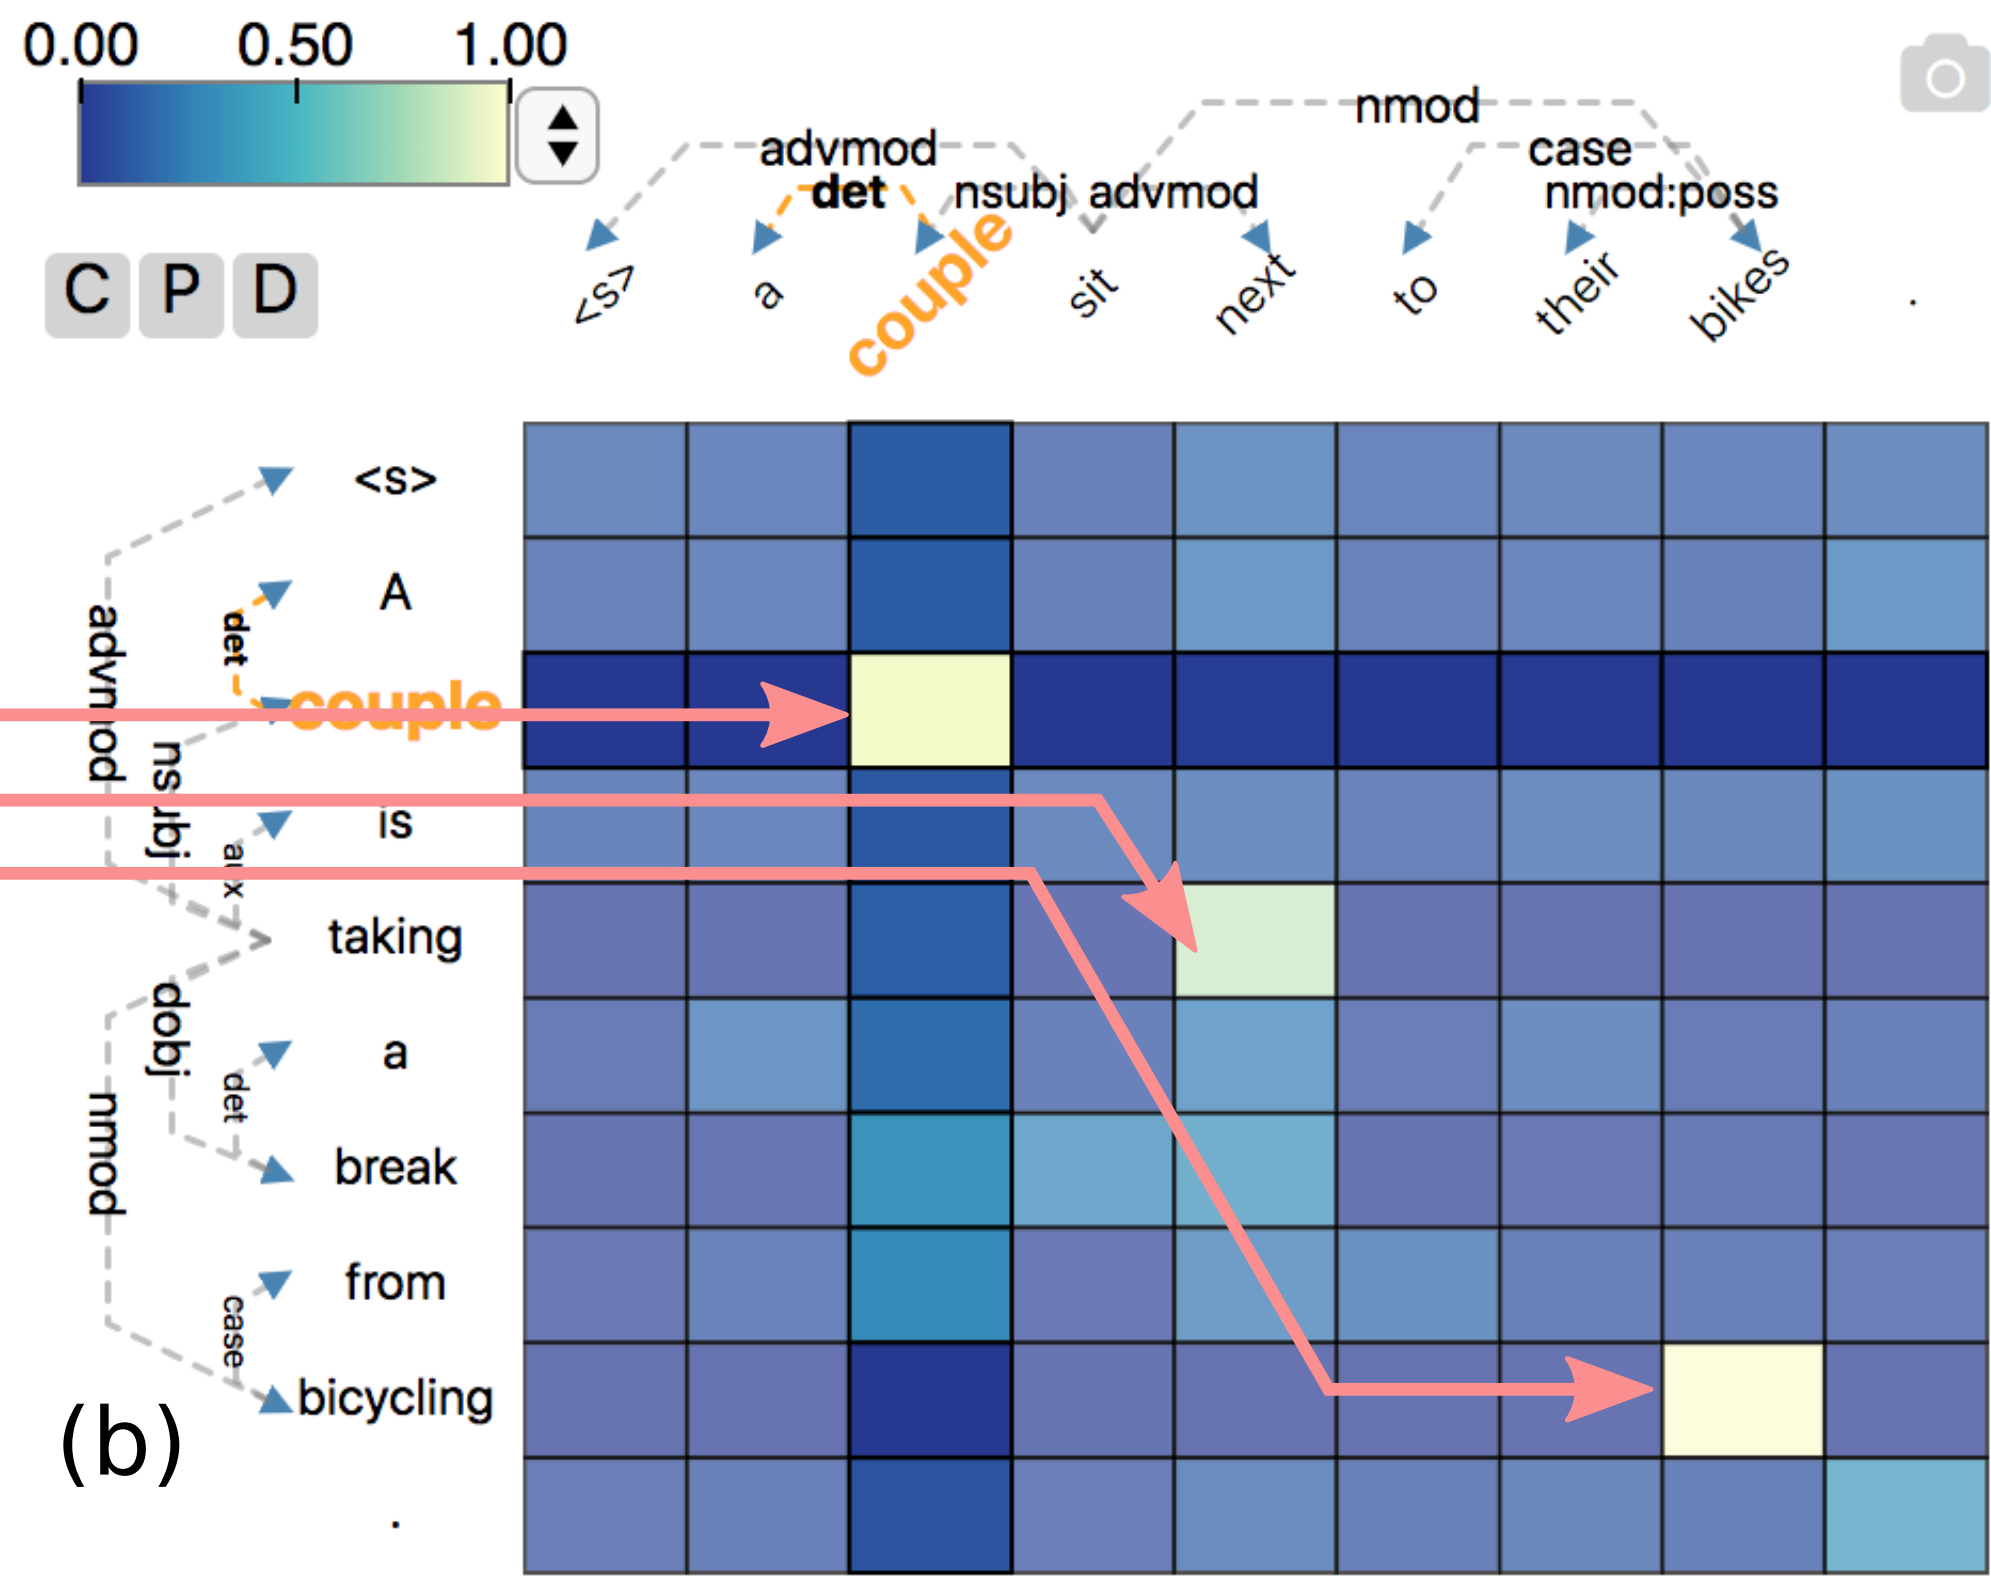 0.00 0.50 1.00
nmod
advmod case
det nsubj advmod nmod:poss
C P D
<s> a couple sit next to their bikes .
<s>
A
couple
is
taking
a
break
from
bicycling
.
advmod
det
nsubj
aux
dobj
det
nmod
case
(b)